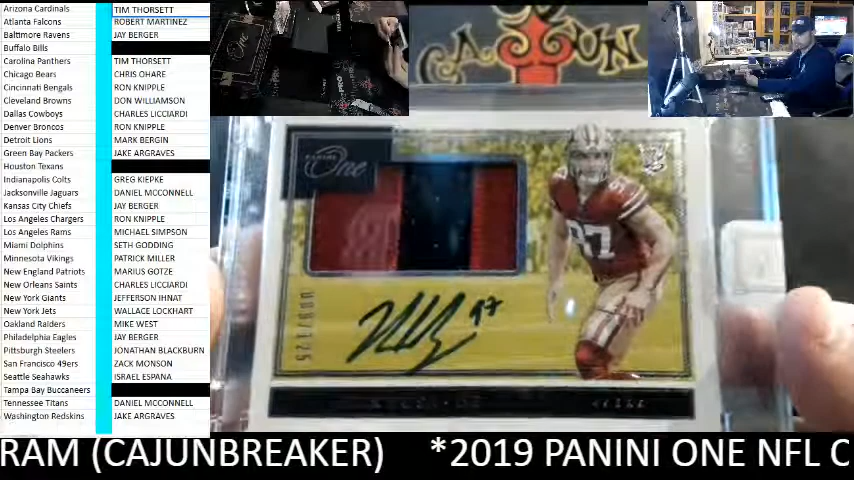 Arizona Cardinals TIM THORSETT
Atlanta Falcons ROBERT MARTINEZ
Baltimore Ravens JAY BERGER
Buffalo Bills
Carolina Panthers TIM THORSETT
Chicago Bears CHRIS OHARE
Cincinnati Bengals RON KNIPPLE
Cleveland Browns DON WILLIAMSON
Dallas Cowboys CHARLES LICCIARDI
Denver Broncos RON KNIPPLE
Detroit Lions MARK BERGIN
Green Bay Packers JAKE ARGRAVES
Houston Texans
Indianapolis Colts GREG KIEPKE
Jacksonville Jaguars DANIEL MCCONNELL
Kansas City Chiefs JAY BERGER
Los Angeles Chargers RON KNIPPLE
Los Angeles Rams MICHAEL SIMPSON
Miami Dolphins SETH GODDING
Minnesota Vikings PATRICK MILLER
New England Patriots MARIUS GOTZE
New Orleans Saints CHARLES LICCIARDI
New York Giants JEFFERSON IHNAT
New York Jets WALLACE LOCKHART
Oakland Raiders MIKE WEST
Philadelphia Eagles JAY BERGER
Pittsburgh Steelers JONATHAN BLACKBURN
San Francisco 49ers ZACK MONSON
Seattle Seahawks ISRAEL ESPANA
Tampa Bay Buccaneers
Tennessee Titans DANIEL MCCONNELL
Washington Redskins JAKE ARGRAVES
CAJUN
PANINI
One
RC
97
97
RAM (CAJUNBREAKER) *2019 PANINI ONE NFL C